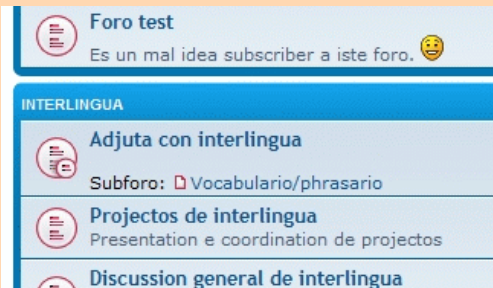 Foro test
Es un mal idea subscriber a iste foro.
INTERLINGUA
Adjuta con interlingua
Subforo: Vocabulario/phrasario
Projectos de interlingua
Presentation e coordination de projectos
Discussion general de interlingua